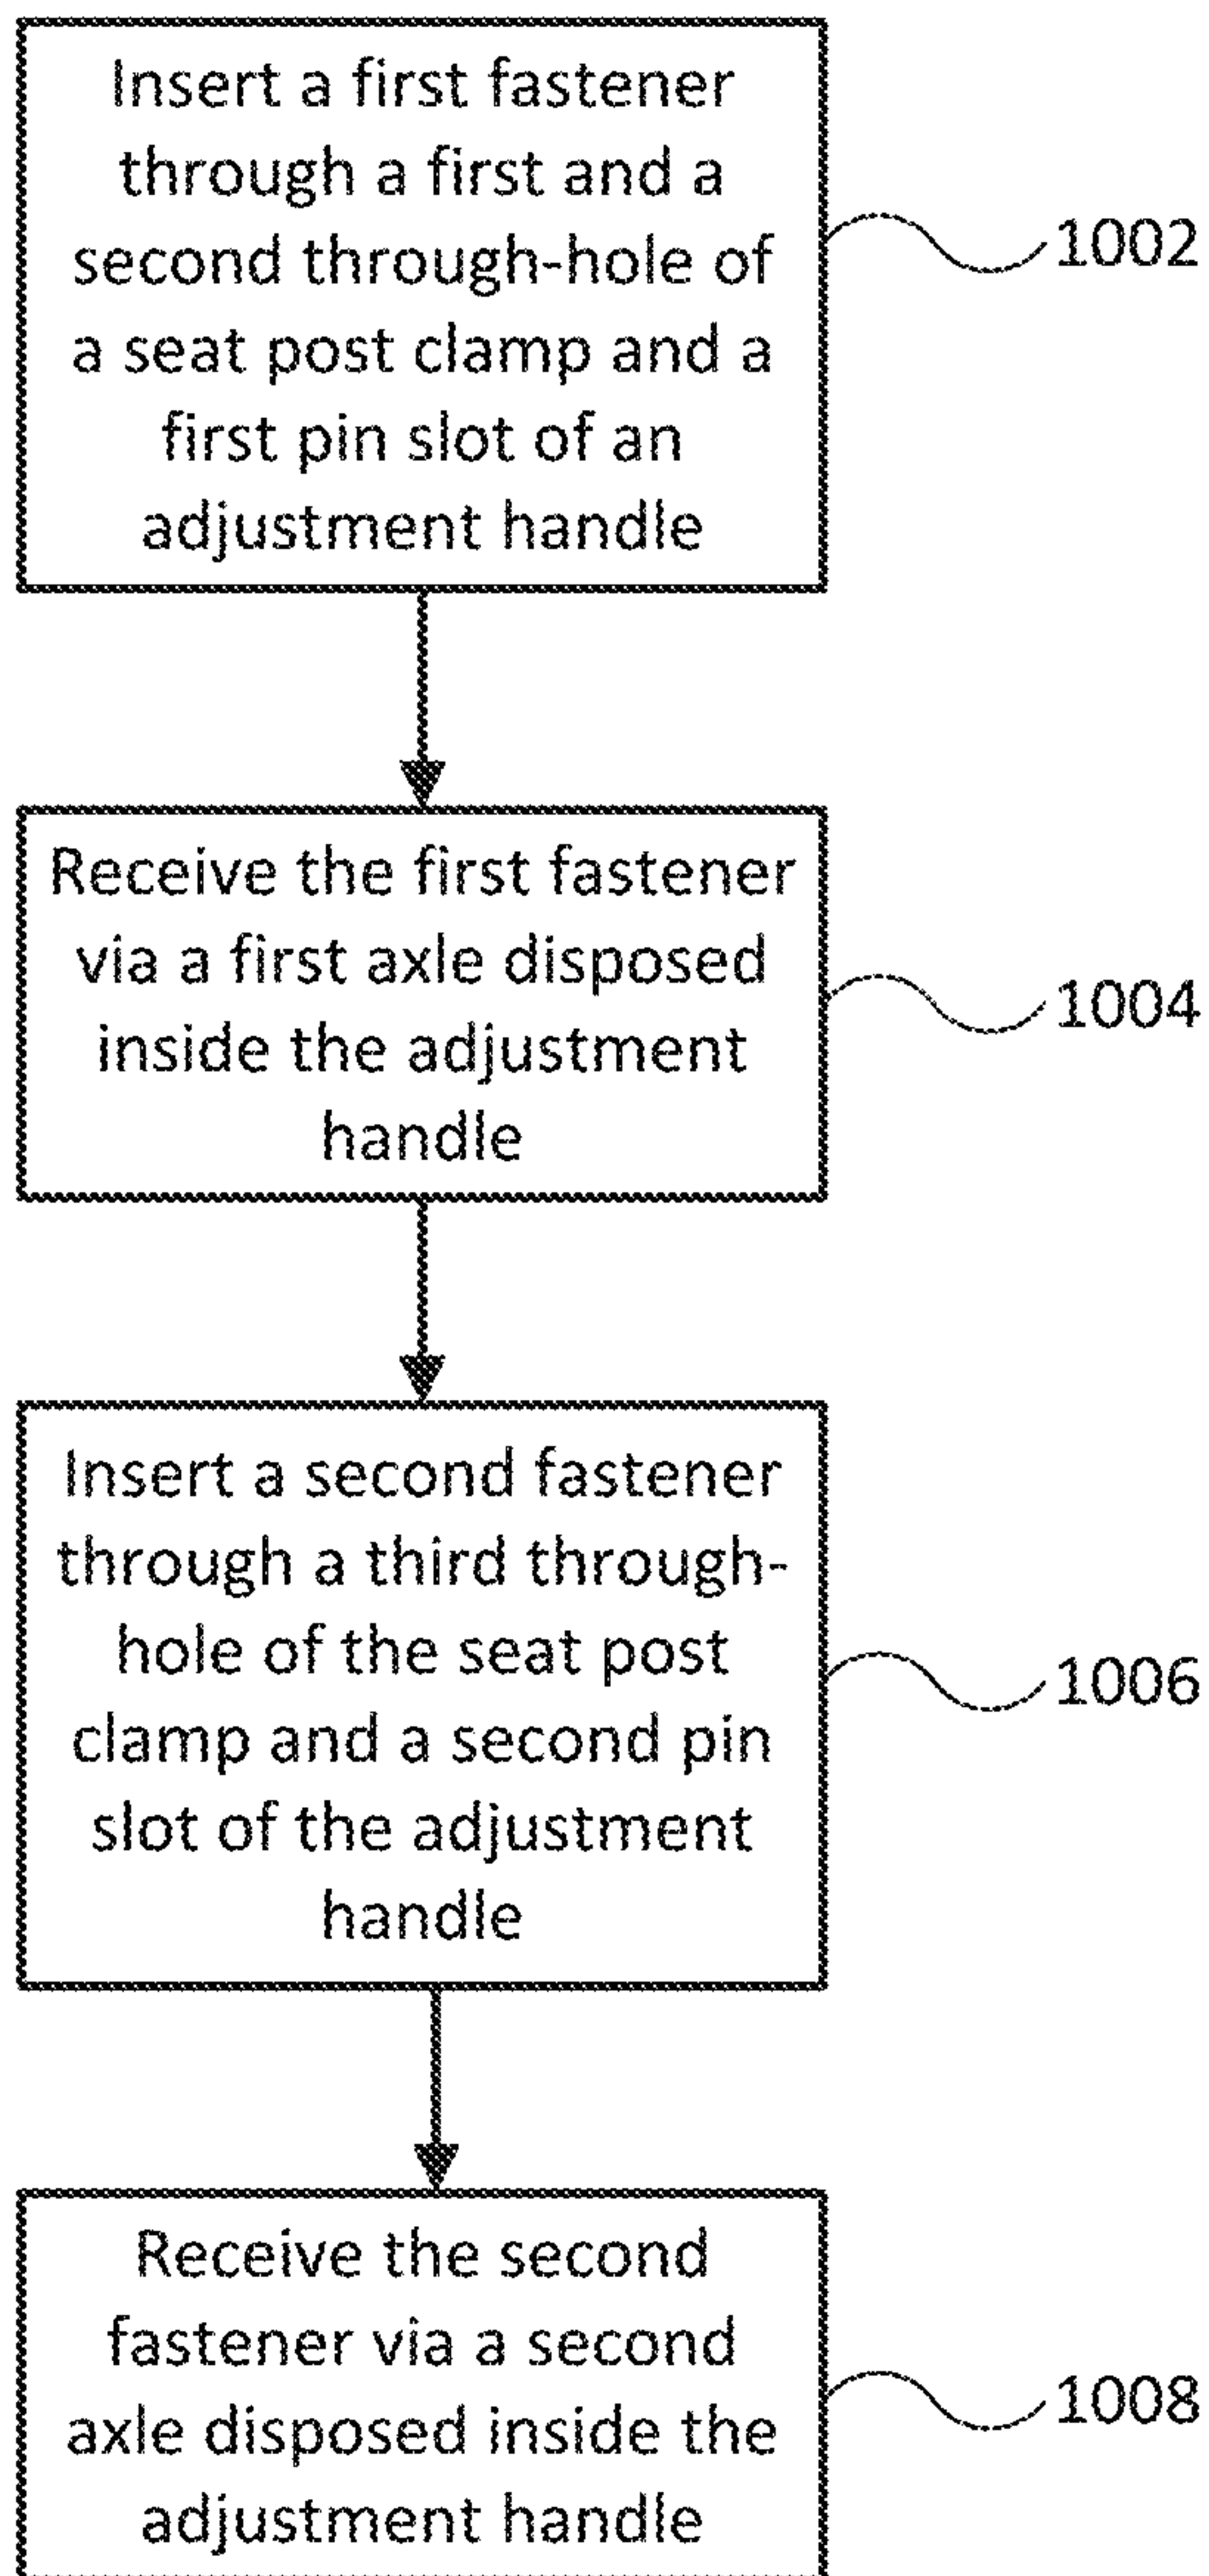 Insert a first fastener
through a first and a
second through-hole of
a seat post clamp and a
first pin slot of an
adjustment handle
1002
Receive the first fastener
via a first axle disposed
inside the adjustment
handle
1004
Insert a second fastener
through a third through-
hole of the seat post
clamp and a second pin
slot of the adjustment
handle
1006
Receive the second
fastener via a second
axle disposed inside the
adjustment handle
1008